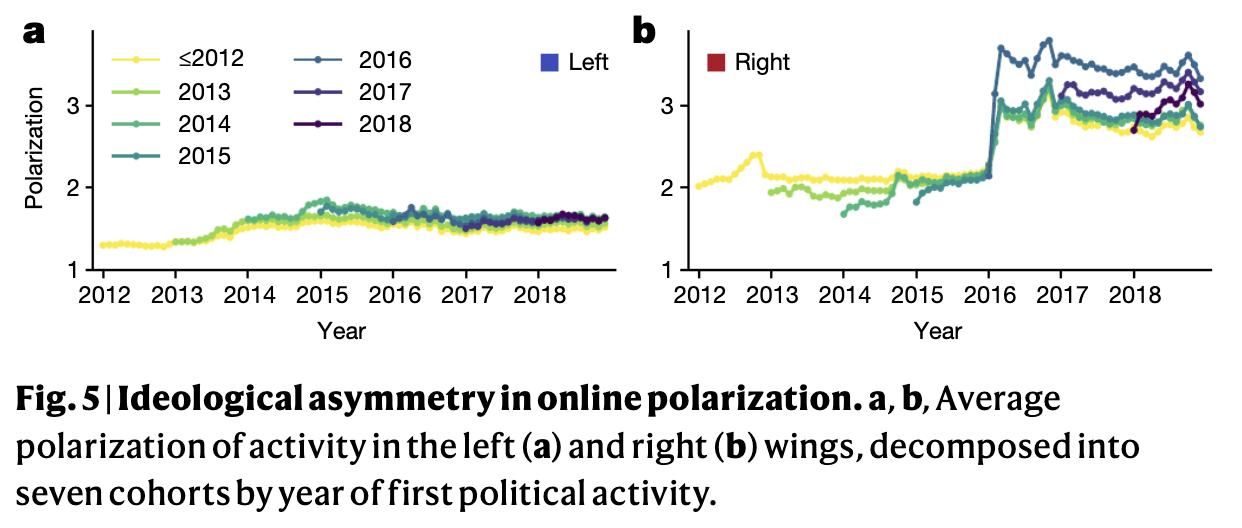 a
b
≤2012
2013
2014
2015
2016
2017
2018
Left
Right
Polarization
3
2
1
2012 2013 2014 2015 2016 2017 2018
Year
3
2
1
2012 2013 2014 2015 2016 2017 2018
Year
Fig. 5 | Ideological asymmetry in online polarization. a, b, Average
polarization of activity in the left (a) and right (b) wings, decomposed into
seven cohorts by year of first political activity.